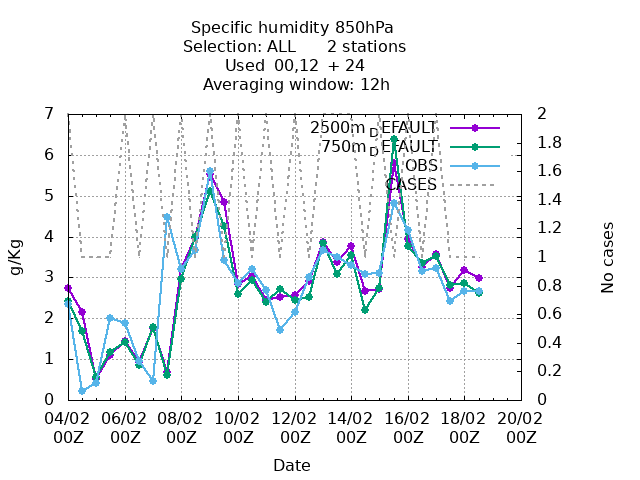 Specific humidity 850hPa
Selection: ALL 2 stations
Used 00,12 + 24
Averaging window: 12h
7
6
5
4
3
2
1
0
g/Kg
2500m DEFAULT
750m DEFAULT
OBS
CASES
2
1.8
1.6
1.4
1.2
1
0.8
0.6
0.4
0.2
0
No cases
04/02 06/02 08/02 10/02 12/02 14/02 16/02 18/02 20/02
00Z 00Z 00Z 00Z 00Z 00Z 00Z 00Z 00Z
Date